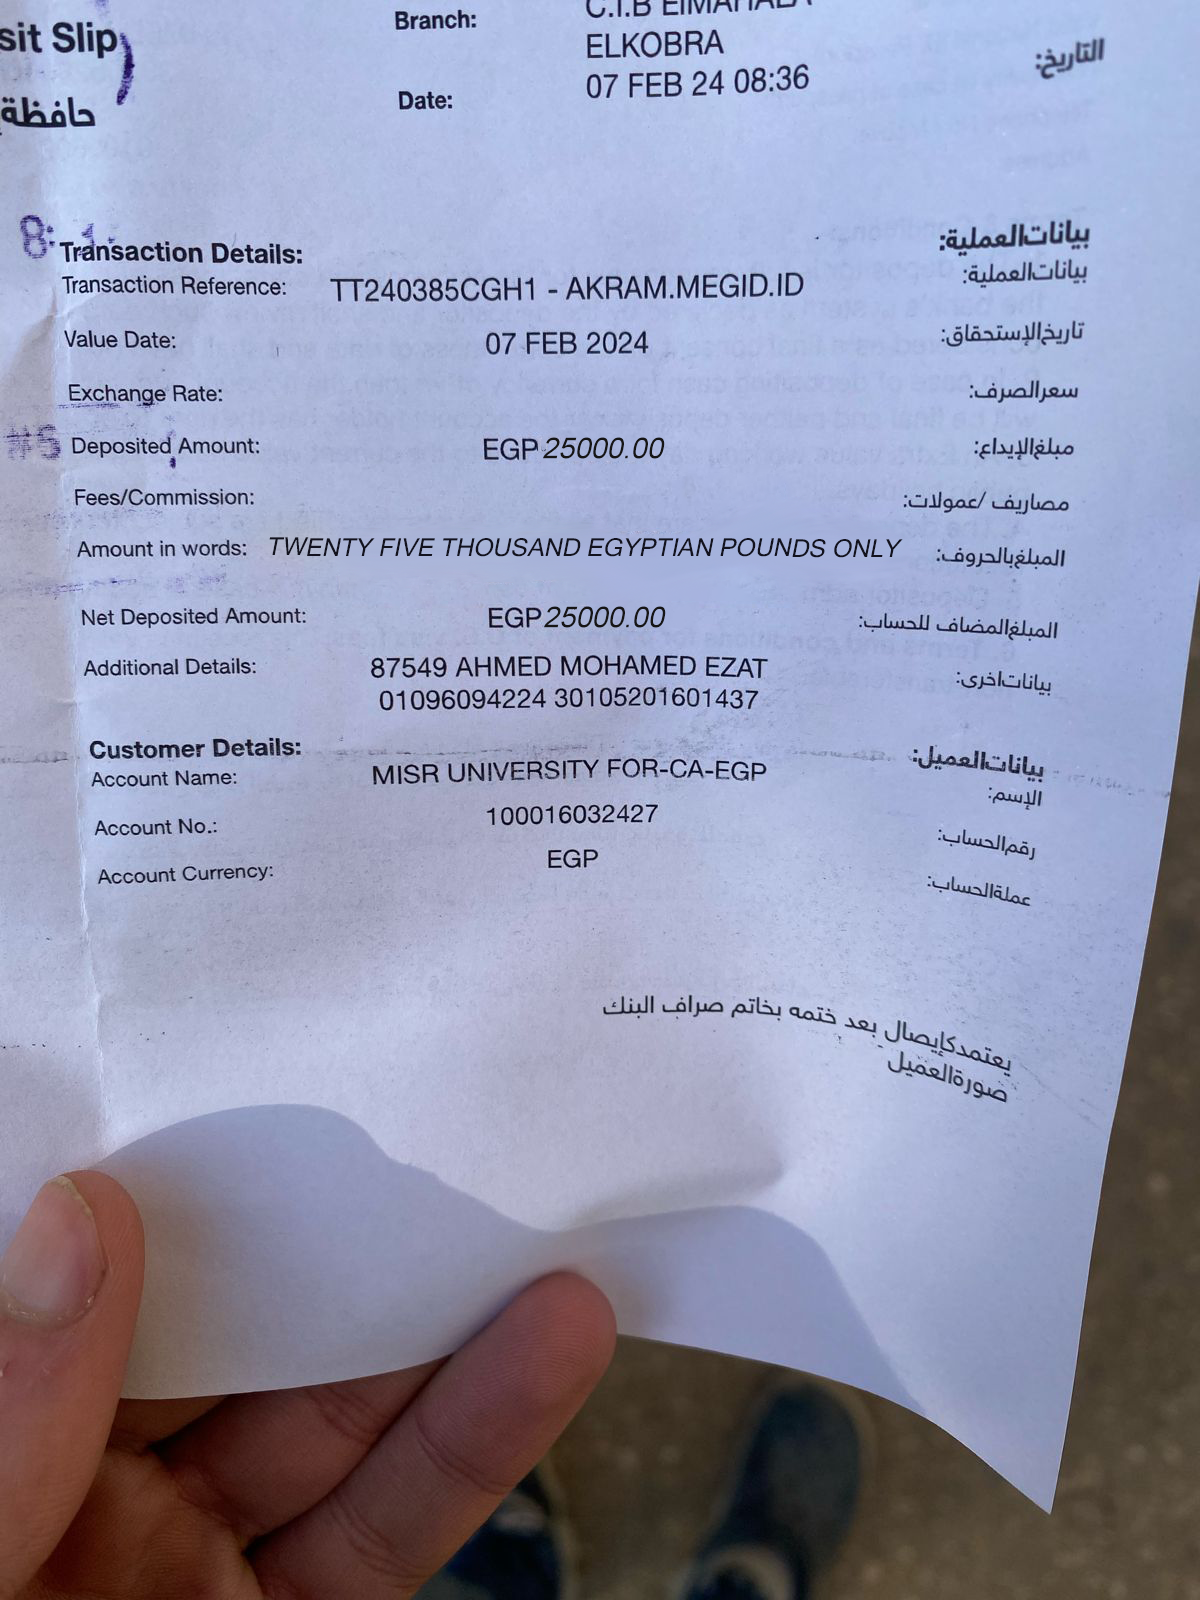 sit Slip
حافظة
Branch:
C.I.B ElMAHALA
ELKOBRA
Date:
07 FEB 24 08:36
التاريخ:
Transaction Details:
بيانات العملية:
Transaction Reference: TT240385CGH1 - AKRAM.MEGID.ID بيانات العملية:
Value Date: 07 FEB 2024 تاريخ الإستحقاق:
Exchange Rate: سعر الصرف:
#5
Deposited Amount: EGP 25000.00 مبلغ الإيداع:
Fees/Commission: مصاريف /عمولات:
Amount in words: TWENTY FIVE THOUSAND EGYPTIAN POUNDS ONLY المبلغ بالحروف:
Net Deposited Amount: EGP 25000.00 المبلغ المضاف للحساب:
Additional Details: 87549 AHMED MOHAMED EZAT بيانات اخرى:
01096094224 30105201601437
Customer Details: بيانات العميل:
Account Name: MISR UNIVERSITY FOR-CA-EGP الإسم:
Account No.: 100016032427 رقم الحساب:
Account Currency: EGP عملة الحساب:
يعتمد كإيصال بعد ختمه بخاتم صراف البنك
صورة العميل